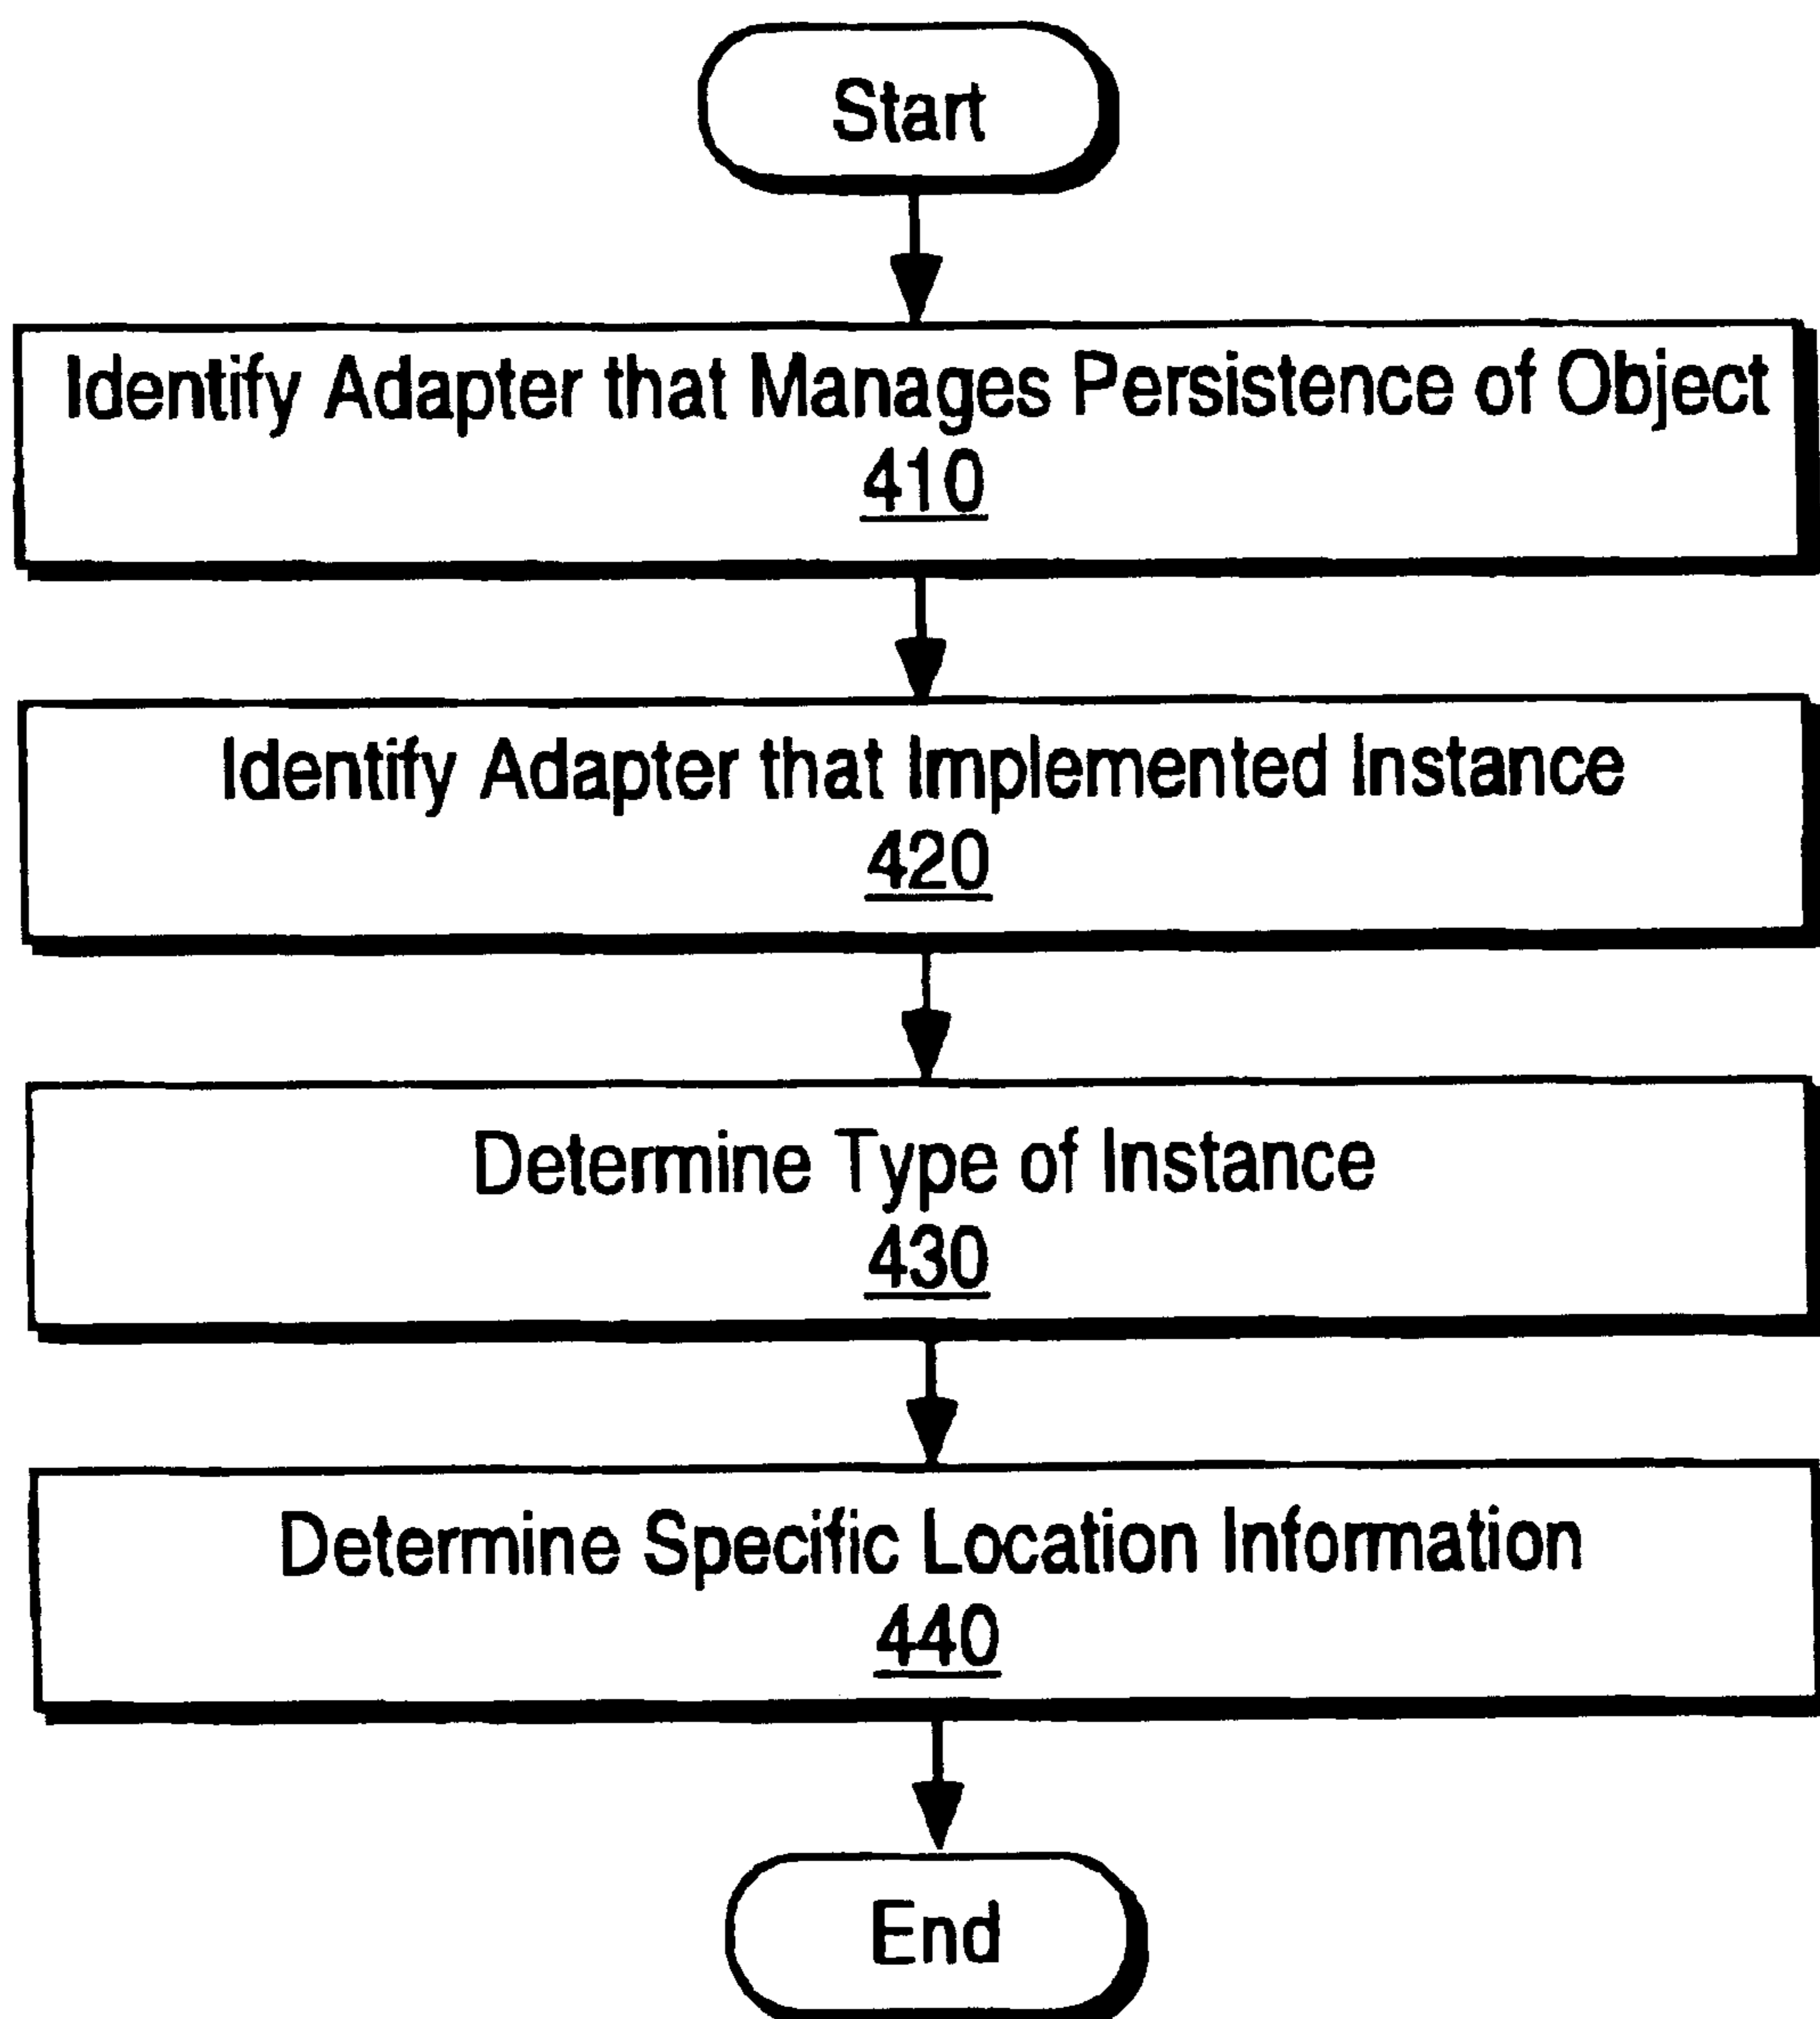 Start
Identify Adapter that Manages Persistence of Object
410
Identify Adapter that Implemented Instance
420
Determine Type of Instance
430
Determine Specific Location Information
440
End